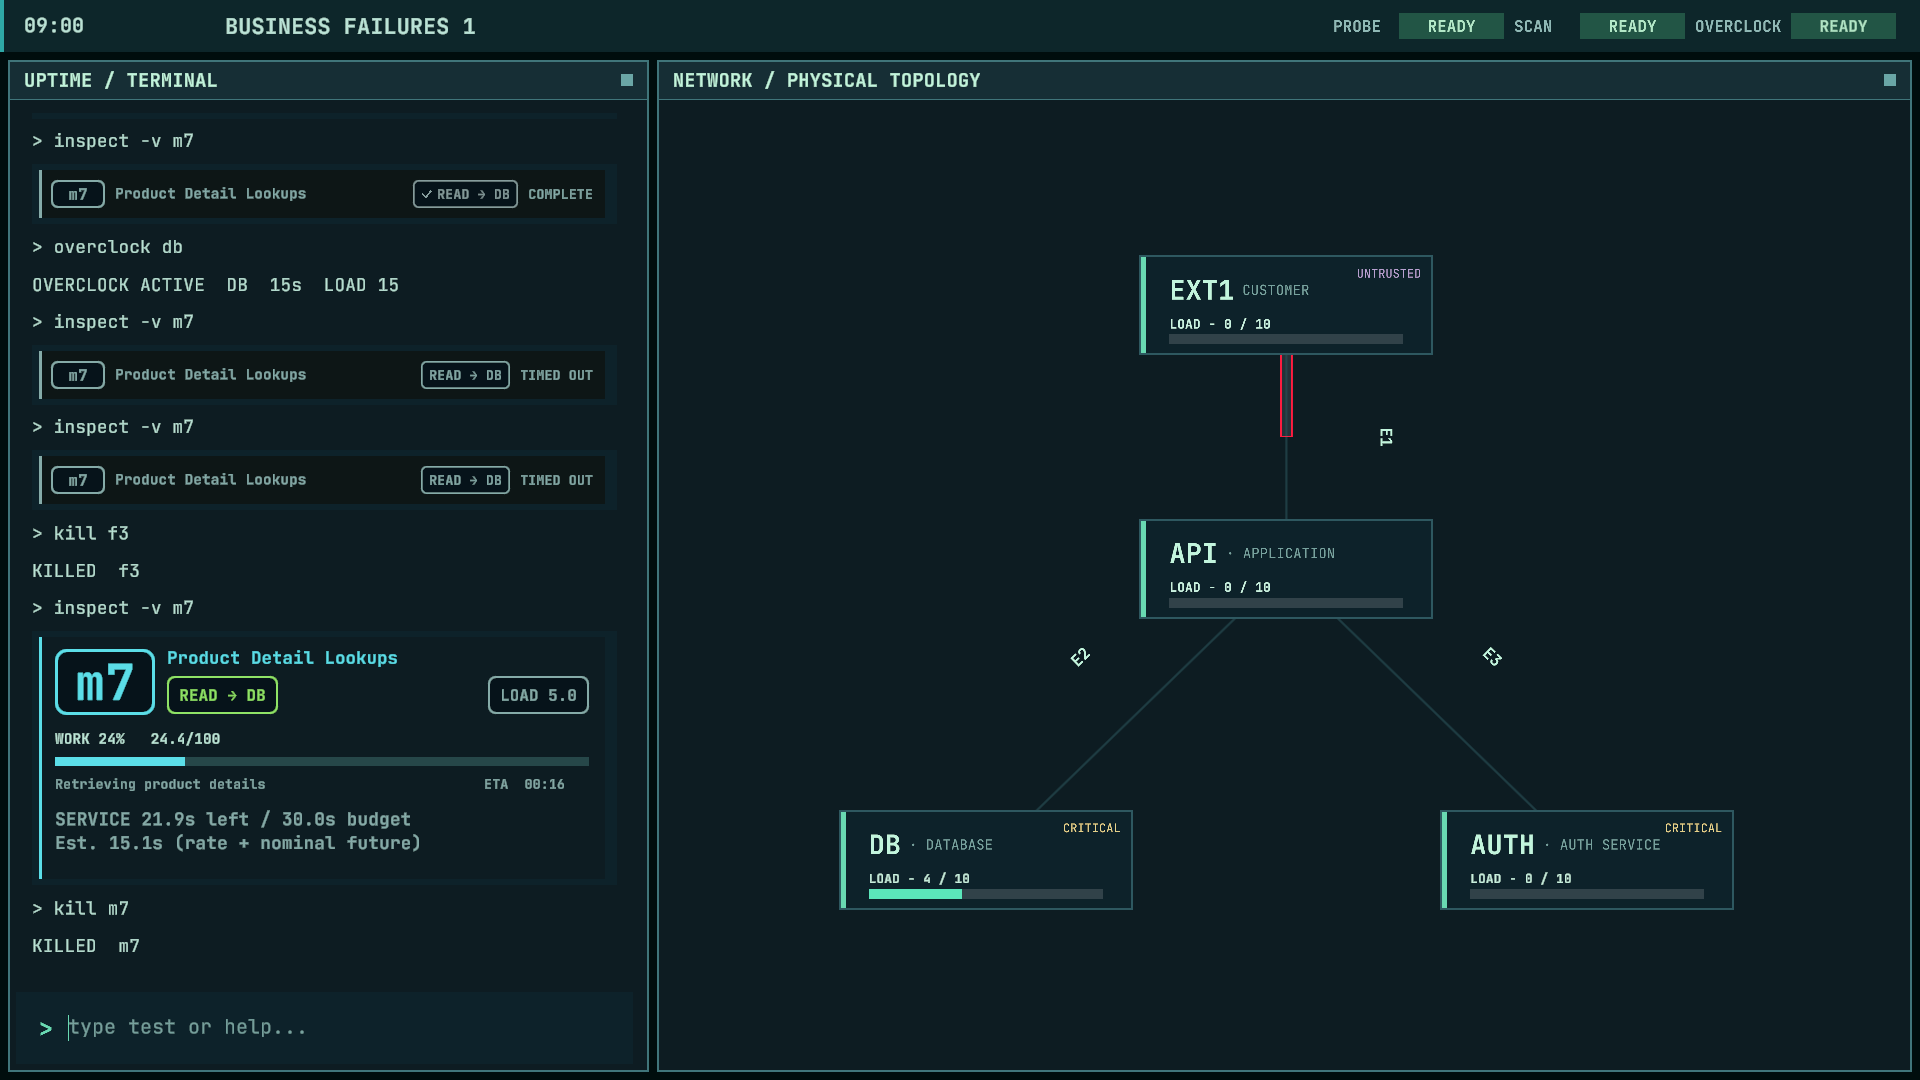 09:00 BUSINESS FAILURES 1 PROBE READY SCAN READY OVERCLOCK READY
UPTIME / TERMINAL
> inspect -v m7
m7 Product Detail Lookups ✓ READ → DB COMPLETE
> overclock db
OVERCLOCK ACTIVE DB 15s LOAD 15
> inspect -v m7
m7 Product Detail Lookups READ → DB TIMED OUT
> inspect -v m7
m7 Product Detail Lookups READ → DB TIMED OUT
> kill f3
KILLED f3
> inspect -v m7
m7 Product Detail Lookups
READ → DB LOAD 5.0
WORK 24% 24.4/100
Retrieving product details ETA 00:16
SERVICE 21.9s left / 30.0s budget
Est. 15.1s (rate + nominal future)
> kill m7
KILLED m7
> type test or help...
NETWORK / PHYSICAL TOPOLOGY
UNTRUSTED
EXT1 CUSTOMER
LOAD - 0 / 10
E1
API · APPLICATION
LOAD - 0 / 10
E2
E3
CRITICAL
DB · DATABASE
LOAD - 4 / 10
CRITICAL
AUTH · AUTH SERVICE
LOAD - 0 / 10